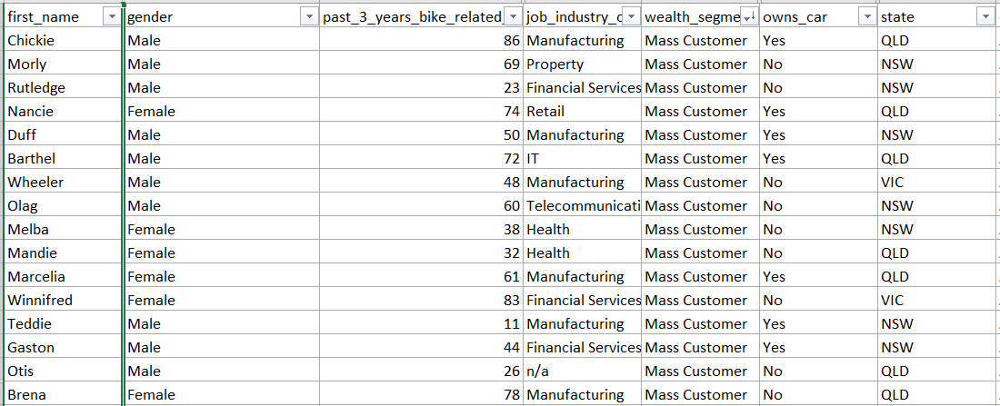 first_name gender past_3_years_bike_related_ job_industry_c wealth_segme owns_car state
Chickie Male 86 Manufacturing Mass Customer Yes QLD
Morly Male 69 Property Mass Customer No NSW
Rutledge Male 23 Financial Services Mass Customer No NSW
Nancie Female 74 Retail Mass Customer Yes QLD
Duff Male 50 Manufacturing Mass Customer Yes NSW
Barthel Male 72 IT Mass Customer Yes QLD
Wheeler Male 48 Manufacturing Mass Customer No VIC
Olag Male 60 Telecommunicati Mass Customer No NSW
Melba Female 38 Health Mass Customer No NSW
Mandie Female 32 Health Mass Customer No QLD
Marcelia Female 61 Manufacturing Mass Customer Yes QLD
Winnifred Female 83 Financial Services Mass Customer No VIC
Teddie Male 11 Manufacturing Mass Customer Yes NSW
Gaston Male 44 Financial Services Mass Customer Yes NSW
Otis Male 26 n/a Mass Customer No QLD
Brena Female 78 Manufacturing Mass Customer No QLD